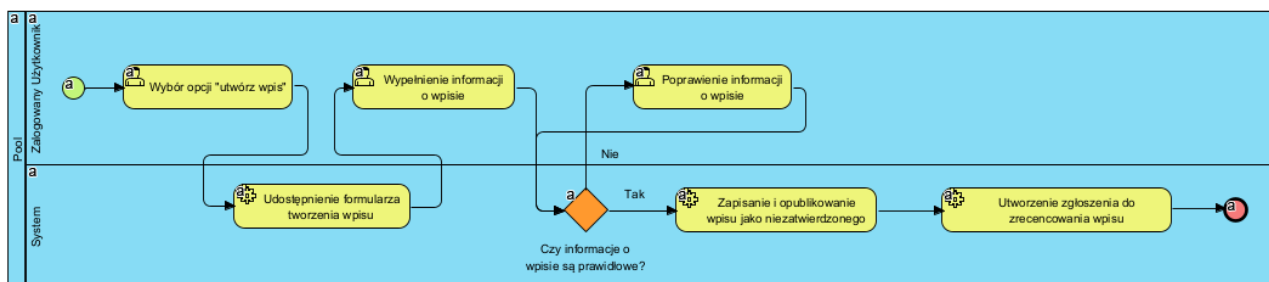 a
a
Pool
Zalogowany Użytkownik
a
a
Wybór opcji "utwórz wpis"
a
Wypełnienie informacji
o wpisie
a
Poprawienie informacji
o wpisie
Nie
a
System
a
Udostępnienie formularza
tworzenia wpisu
a
Tak
Czy informacje o
wpisie są prawidłowe?
a
Zapisanie i opublikowanie
wpisu jako niezatwierdzonego
a
Utworzenie zgłoszenia do
zrecencowania wpisu
a